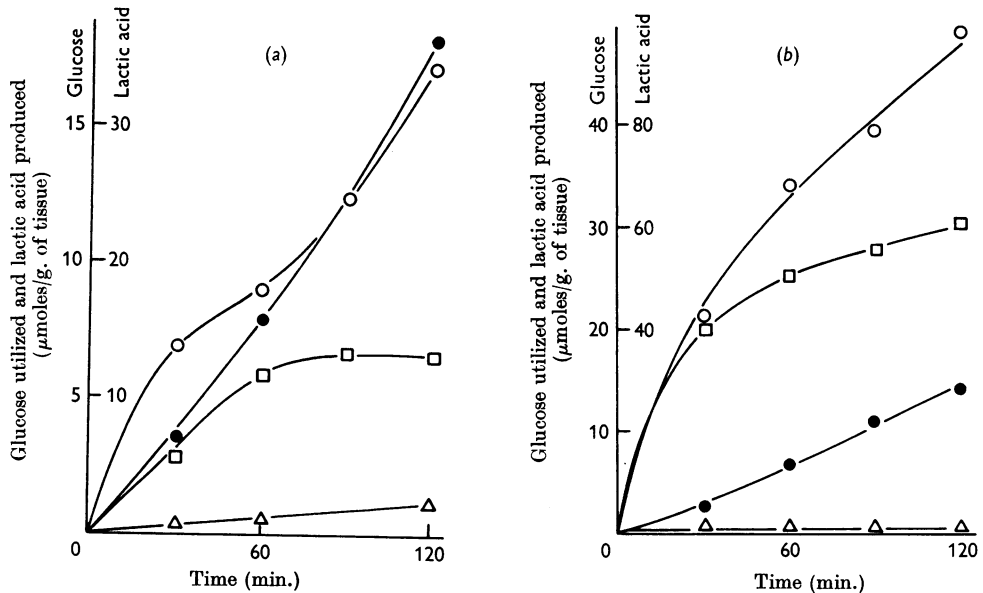 Glucose utilized and lactic acid produced
(μmoles/g. of tissue)
Glucose
Lactic acid
(a)
15
30
10
20
5
10
0
60
120
Time (min.)
Glucose utilized and lactic acid produced
(μmoles/g. of tissue)
Glucose
Lactic acid
(b)
40
80
30
60
20
40
10
0
60
120
Time (min.)